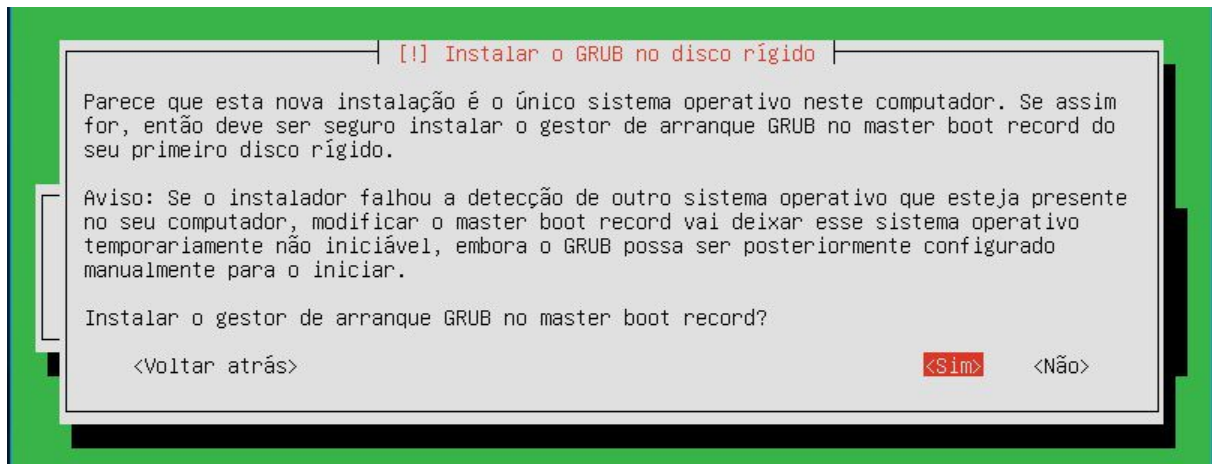 [!] Instalar o GRUB no disco rígido
Parece que esta nova instalação é o único sistema operativo neste computador. Se assim
for, então deve ser seguro instalar o gestor de arranque GRUB no master boot record do
seu primeiro disco rígido.
Aviso: Se o instalador falhou a detecção de outro sistema operativo que esteja presente
no seu computador, modificar o master boot record vai deixar esse sistema operativo
temporariamente não iniciável, embora o GRUB possa ser posteriormente configurado
manualmente para o iniciar.
Instalar o gestor de arranque GRUB no master boot record?
<Voltar atrás> <Sim> <Não>